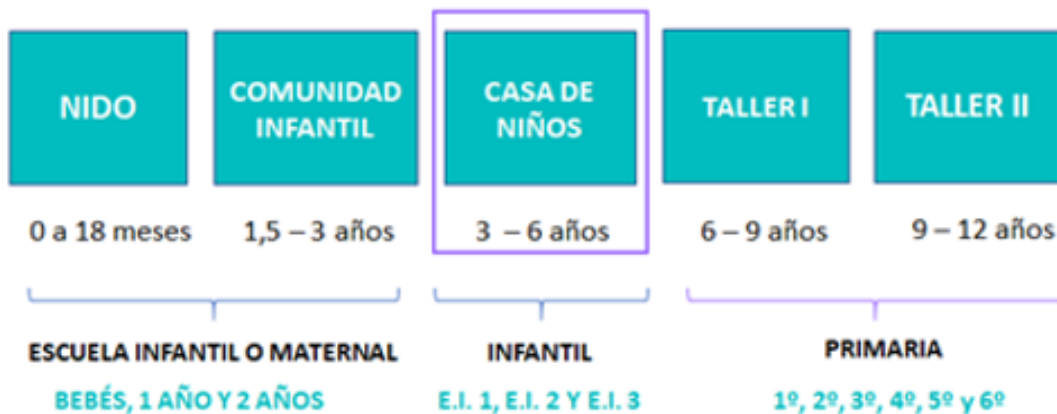 NIDO
COMUNIDAD
INFANTIL
CASA DE
NIÑOS
TALLER I
TALLER II
0 a 18 meses
1,5 – 3 años
3 – 6 años
6 – 9 años
9 – 12 años
ESCUELA INFANTIL O MATERNAL
INFANTIL
PRIMARIA
BEBÉS, 1 AÑO Y 2 AÑOS
E.I. 1, E.I. 2 Y E.I. 3
1º, 2º, 3º, 4º, 5º y 6º